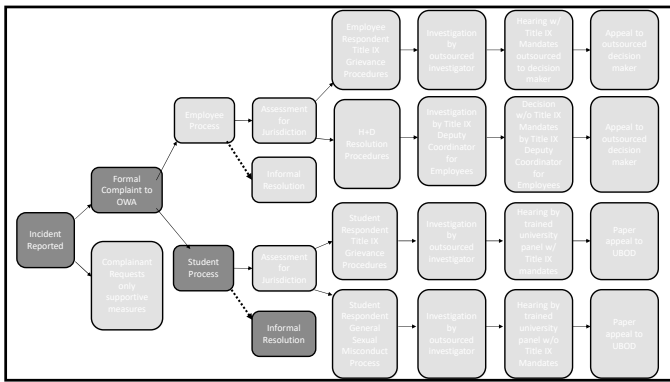 Employee
Respondent
Title IX
Grievance
Procedures
Investigation
by
outsourced
investigator
Hearing w/
Title IX
Mandates
outsourced
to decision
maker
Appeal to
outsourced
decision
maker
Employee
Process
Assessment
for
Jurisdiction
H+D
Resolution
Procedures
Investigation
by Title IX
Deputy
Coordinator
for
Employees
Decision
w/o Title IX
Mandates
by Title IX
Deputy
Coordinator
for
Employees
Appeal to
outsourced
decision
maker
Informal
Resolution
Formal
Complaint to
OWA
Incident
Reported
Complainant
Requests
only
supportive
measures
Student
Process
Assessment
for
Jurisdiction
Student
Respondent
Title IX
Grievance
Procedures
Investigation
by
outsourced
investigator
Hearing by
trained
university
panel w/
Title IX
mandates
Paper
appeal to
UBOD
Informal
Resolution
Student
Respondent
General
Sexual
Misconduct
Process
Investigation
by
outsourced
investigator
Hearing by
trained
university
panel w/o
Title IX
Mandates
Paper
appeal to
UBOD